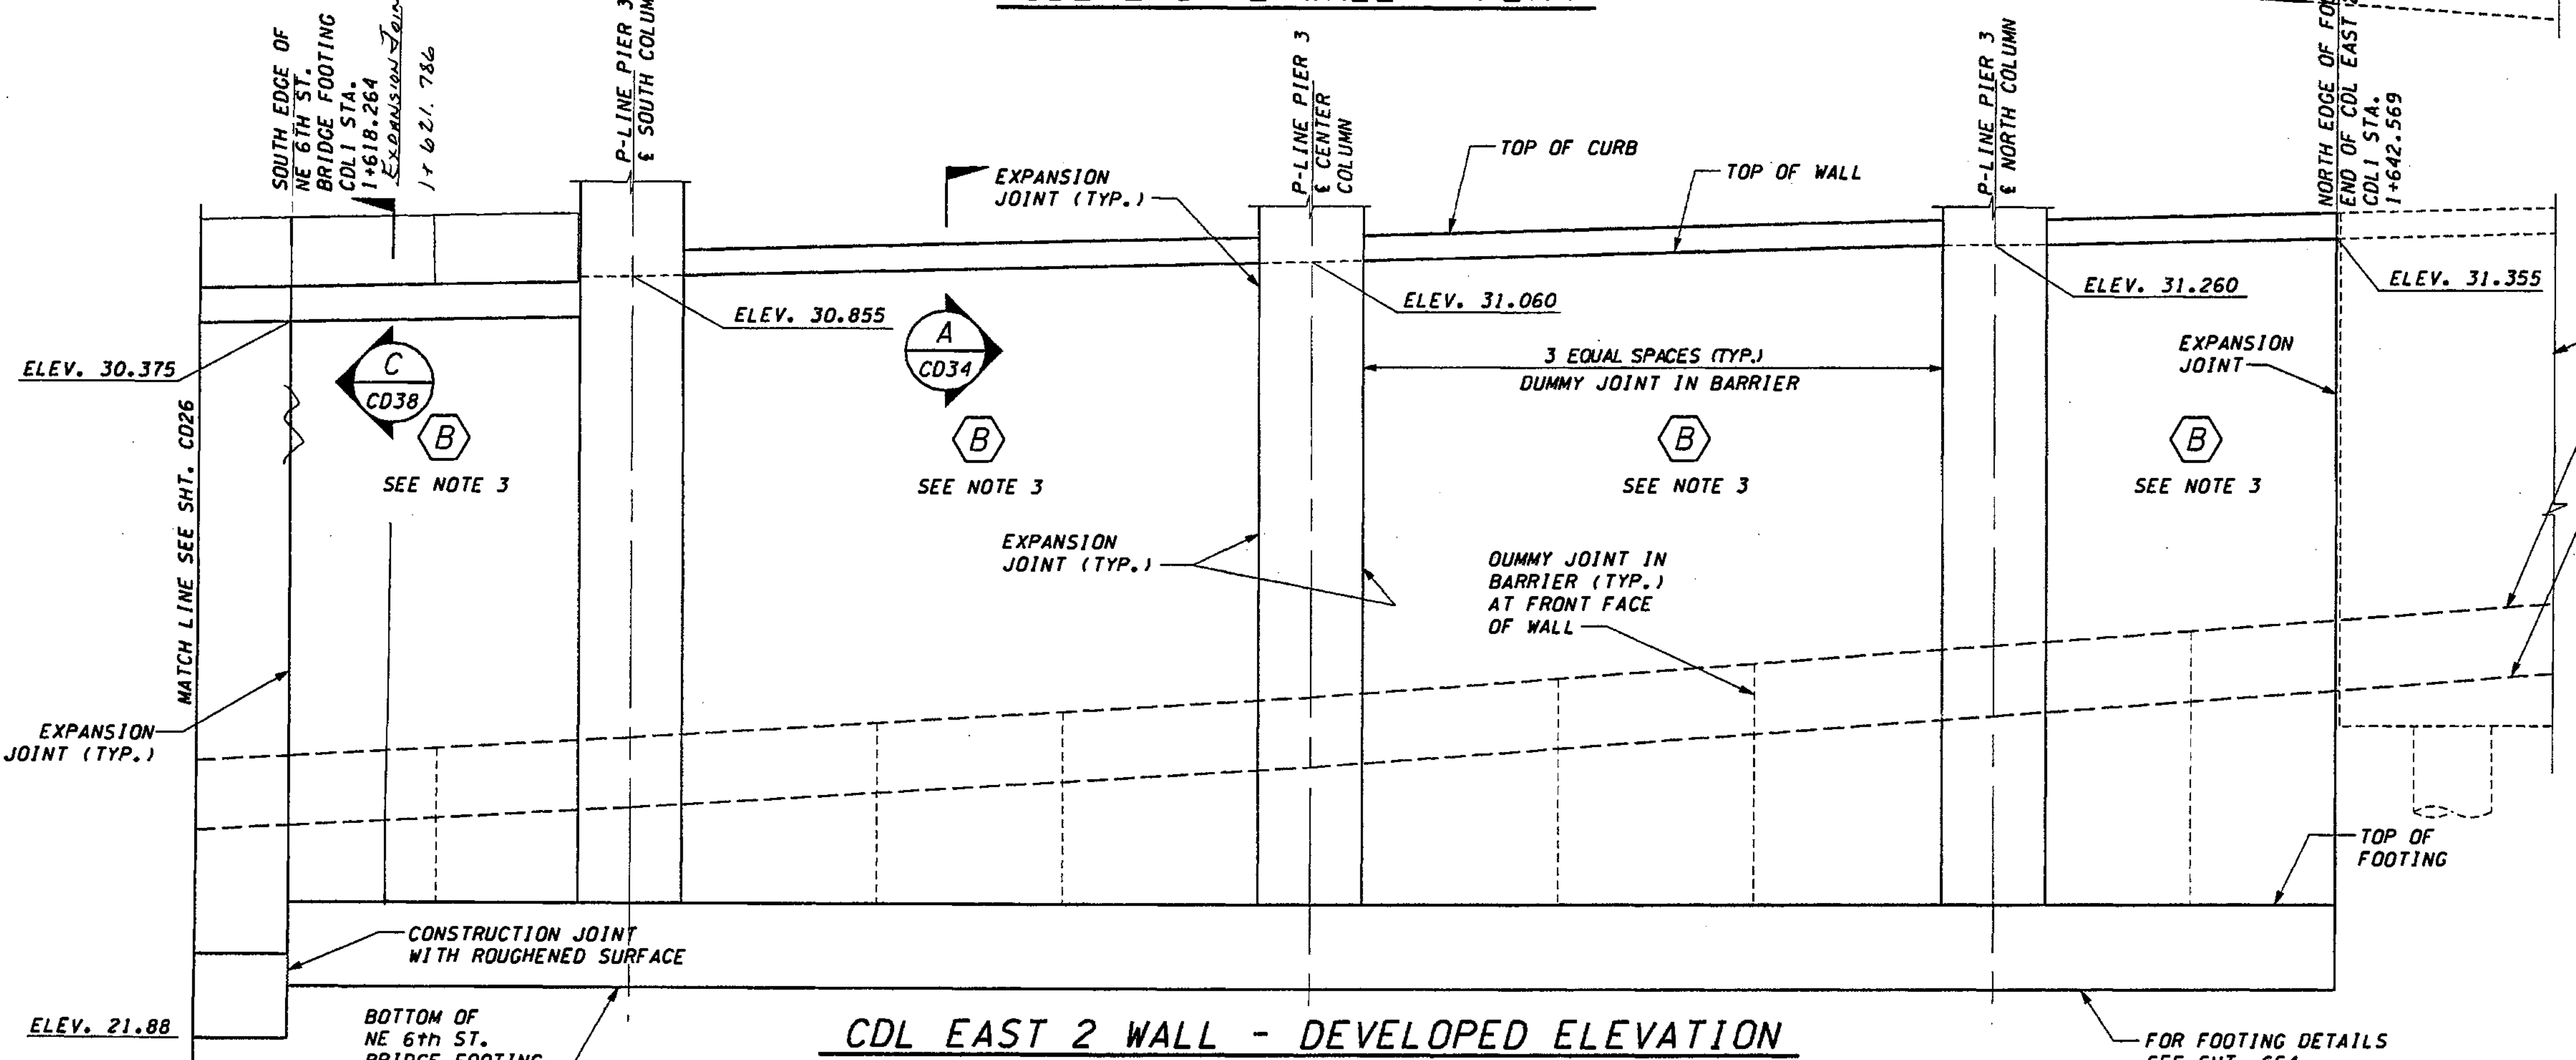 SOUTH EDGE OF
NE 6TH ST.
BRIDGE FOOTING
CDL1 STA.
1+618.264
EXPANSION JOIN
1+621.786
P-LINE PIER 3
℄ SOUTH COLUM
P-LINE PIER 3
℄ CENTER
COLUMN
P-LINE PIER 3
℄ NORTH COLUMN
NORTH EDGE OF
END OF CDL EAST 2
CDL1 STA.
1+642.569
EXPANSION
JOINT (TYP.)
TOP OF CURB
TOP OF WALL
ELEV. 30.375
ELEV. 30.855
ELEV. 31.060
ELEV. 31.260
ELEV. 31.355
C
CD38
A
CD34
3 EQUAL SPACES (TYP.)
DUMMY JOINT IN BARRIER
EXPANSION
JOINT
MATCH LINE SEE SHT. CD26
B
SEE NOTE 3
B
SEE NOTE 3
B
SEE NOTE 3
B
SEE NOTE 3
EXPANSION
JOINT (TYP.)
DUMMY JOINT IN
BARRIER (TYP.)
AT FRONT FACE
OF WALL
EXPANSION
JOINT (TYP.)
TOP OF
FOOTING
CONSTRUCTION JOINT
WITH ROUGHENED SURFACE
ELEV. 21.88
BOTTOM OF
NE 6th ST.
BRIDGE FOOTING
CDL EAST 2 WALL - DEVELOPED ELEVATION
FOR FOOTING DETAILS